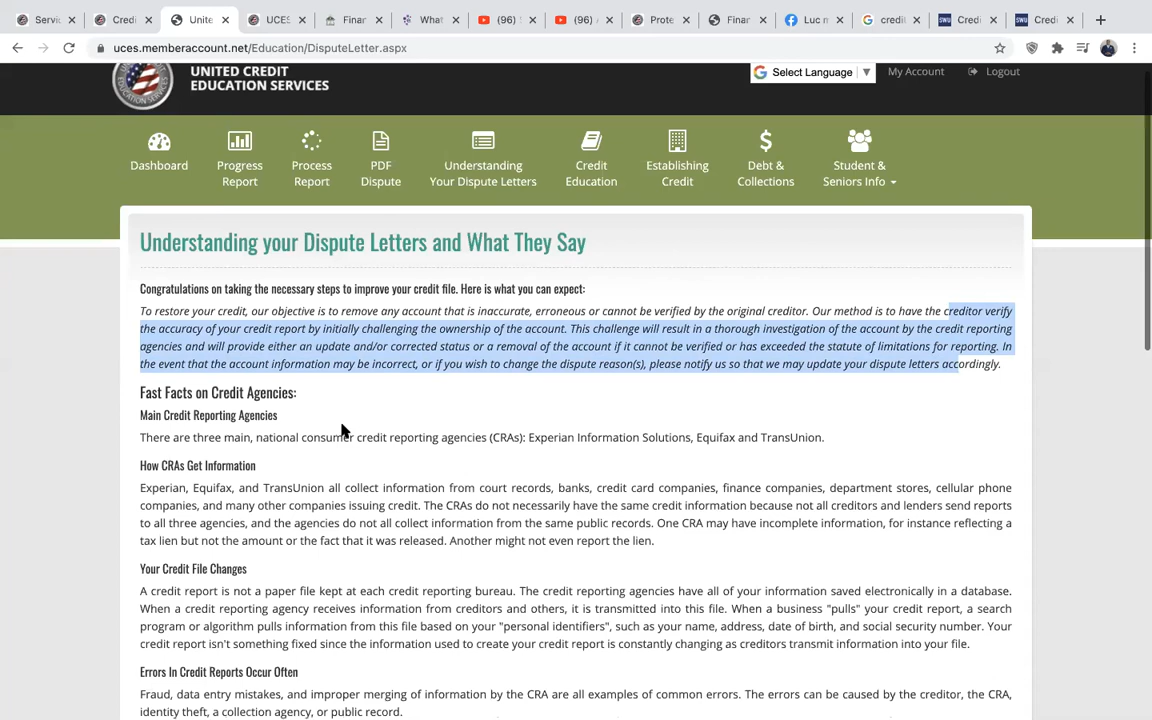 Servic
Credi
Unite
UCES
Finan
What
(96) 
(96) 
Prote
Finan
Luc m
credit
Credi
Credi
uces.memberaccount.net/Education/DisputeLetter.aspx
UNITED CREDIT
EDUCATION SERVICES
Select Language
My Account
Logout
Dashboard
Progress
Report
Process
Report
PDF
Dispute
Understanding
Your Dispute Letters
Credit
Education
Establishing
Credit
Debt &
Collections
Student &
Seniors Info
Understanding your Dispute Letters and What They Say
Congratulations on taking the necessary steps to improve your credit file. Here is what you can expect:
To restore your credit, our objective is to remove any account that is inaccurate, erroneous or cannot be verified by the original creditor. Our method is to have the creditor verify
the accuracy of your credit report by initially challenging the ownership of the account. This challenge will result in a thorough investigation of the account by the credit reporting
agencies and will provide either an update and/or corrected status or a removal of the account if it cannot be verified or has exceeded the statute of limitations for reporting. In
the event that the account information may be incorrect, or if you wish to change the dispute reason(s), please notify us so that we may update your dispute letters accordingly.
Fast Facts on Credit Agencies:
Main Credit Reporting Agencies
There are three main, national consumer credit reporting agencies (CRAs): Experian Information Solutions, Equifax and TransUnion.
How CRAs Get Information
Experian, Equifax, and TransUnion all collect information from court records, banks, credit card companies, finance companies, department stores, cellular phone
companies, and many other companies issuing credit. The CRAs do not necessarily have the same credit information because not all creditors and lenders send reports
to all three agencies, and the agencies do not all collect information from the same public records. One CRA may have incomplete information, for instance reflecting a
tax lien but not the amount or the fact that it was released. Another might not even report the lien.
Your Credit File Changes
A credit report is not a paper file kept at each credit reporting bureau. The credit reporting agencies have all of your information saved electronically in a database.
When a credit reporting agency receives information from creditors and others, it is transmitted into this file. When a business "pulls" your credit report, a search
program or algorithm pulls information from this file based on your "personal identifiers", such as your name, address, date of birth, and social security number. Your
credit report isn't something fixed since the information used to create your credit report is constantly changing as creditors transmit information into your file.
Errors In Credit Reports Occur Often
Fraud, data entry mistakes, and improper merging of information by the CRA are all examples of common errors. The errors can be caused by the creditor, the CRA,
identity theft, a collection agency, or public record.